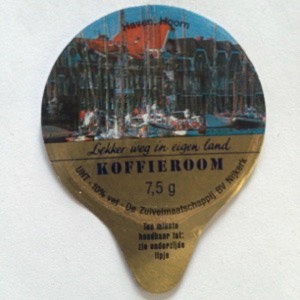 Haven, Hoorn
Lekker weg in eigen land
KOFFIEROOM
7,5 g
UHT - 10% vet - De Zuivelmaatschappij BV Nijkerk
Ten minste
houdbaar tot:
zie onderzijde
lipje